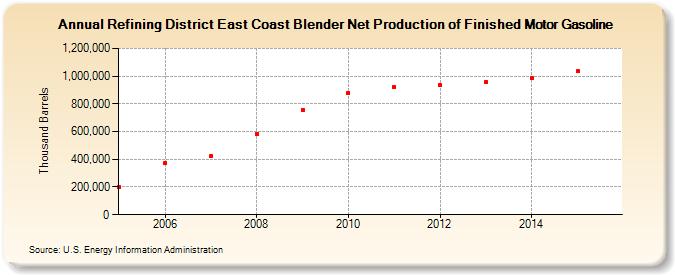 Annual Refining District East Coast Blender Net Production of Finished Motor Gasoline
Thousand Barrels
1,200,000
1,000,000
800,000
600,000
400,000
200,000
0
2006 2008 2010 2012 2014
Source: U.S. Energy Information Administration